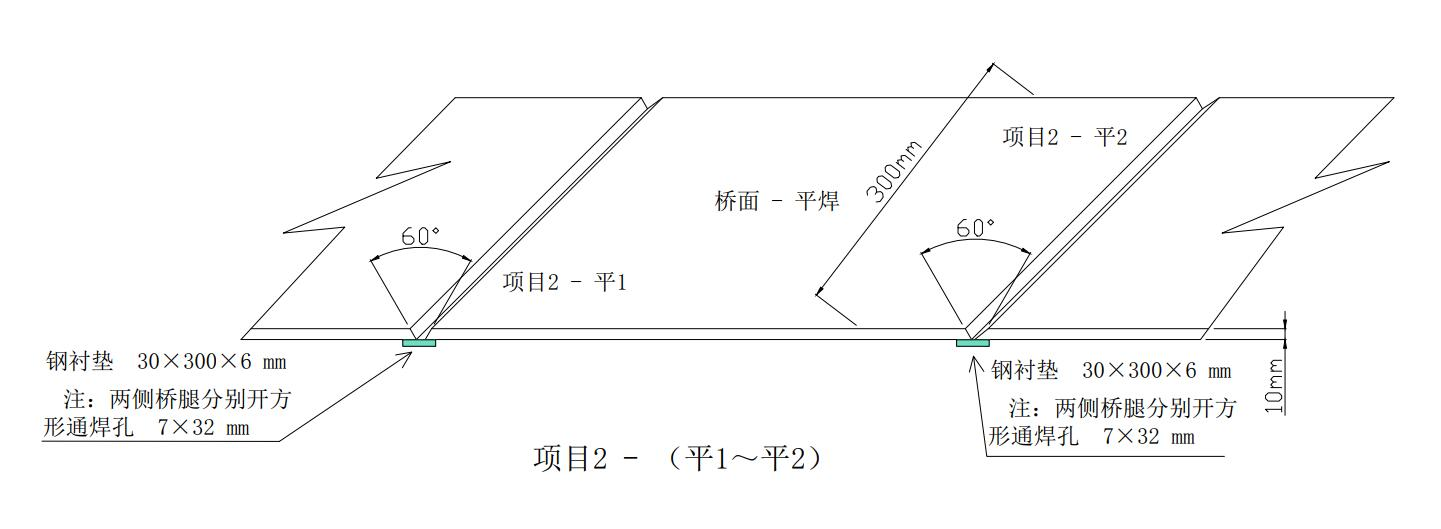 项目2 - 平2
300mm
桥面 - 平焊
60°
60°
项目2 - 平1
钢衬垫 30×300×6 mm
注: 两侧桥腿分别开方
形通焊孔 7×32 mm
钢衬垫 30×300×6 mm
注: 两侧桥腿分别开方
形通焊孔 7×32 mm
10mm
项目2 - （平1～平2）